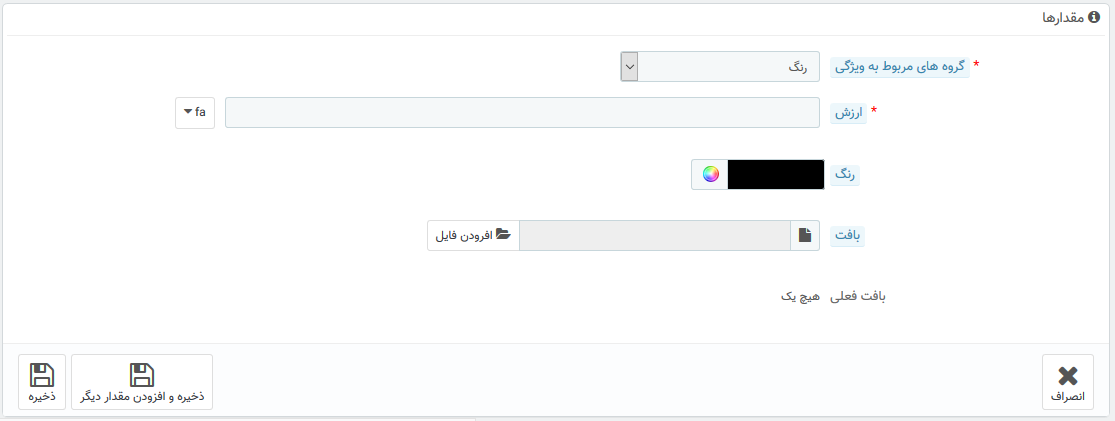 مقدارها
* گروه های مربوط به ویژگی
رنگ
* ارزش
fa
رنگ
بافت
افرودن فایل
بافت فعلی
هیچ یک
انصراف
ذخیره و افزودن مقدار دیگر
ذخیره